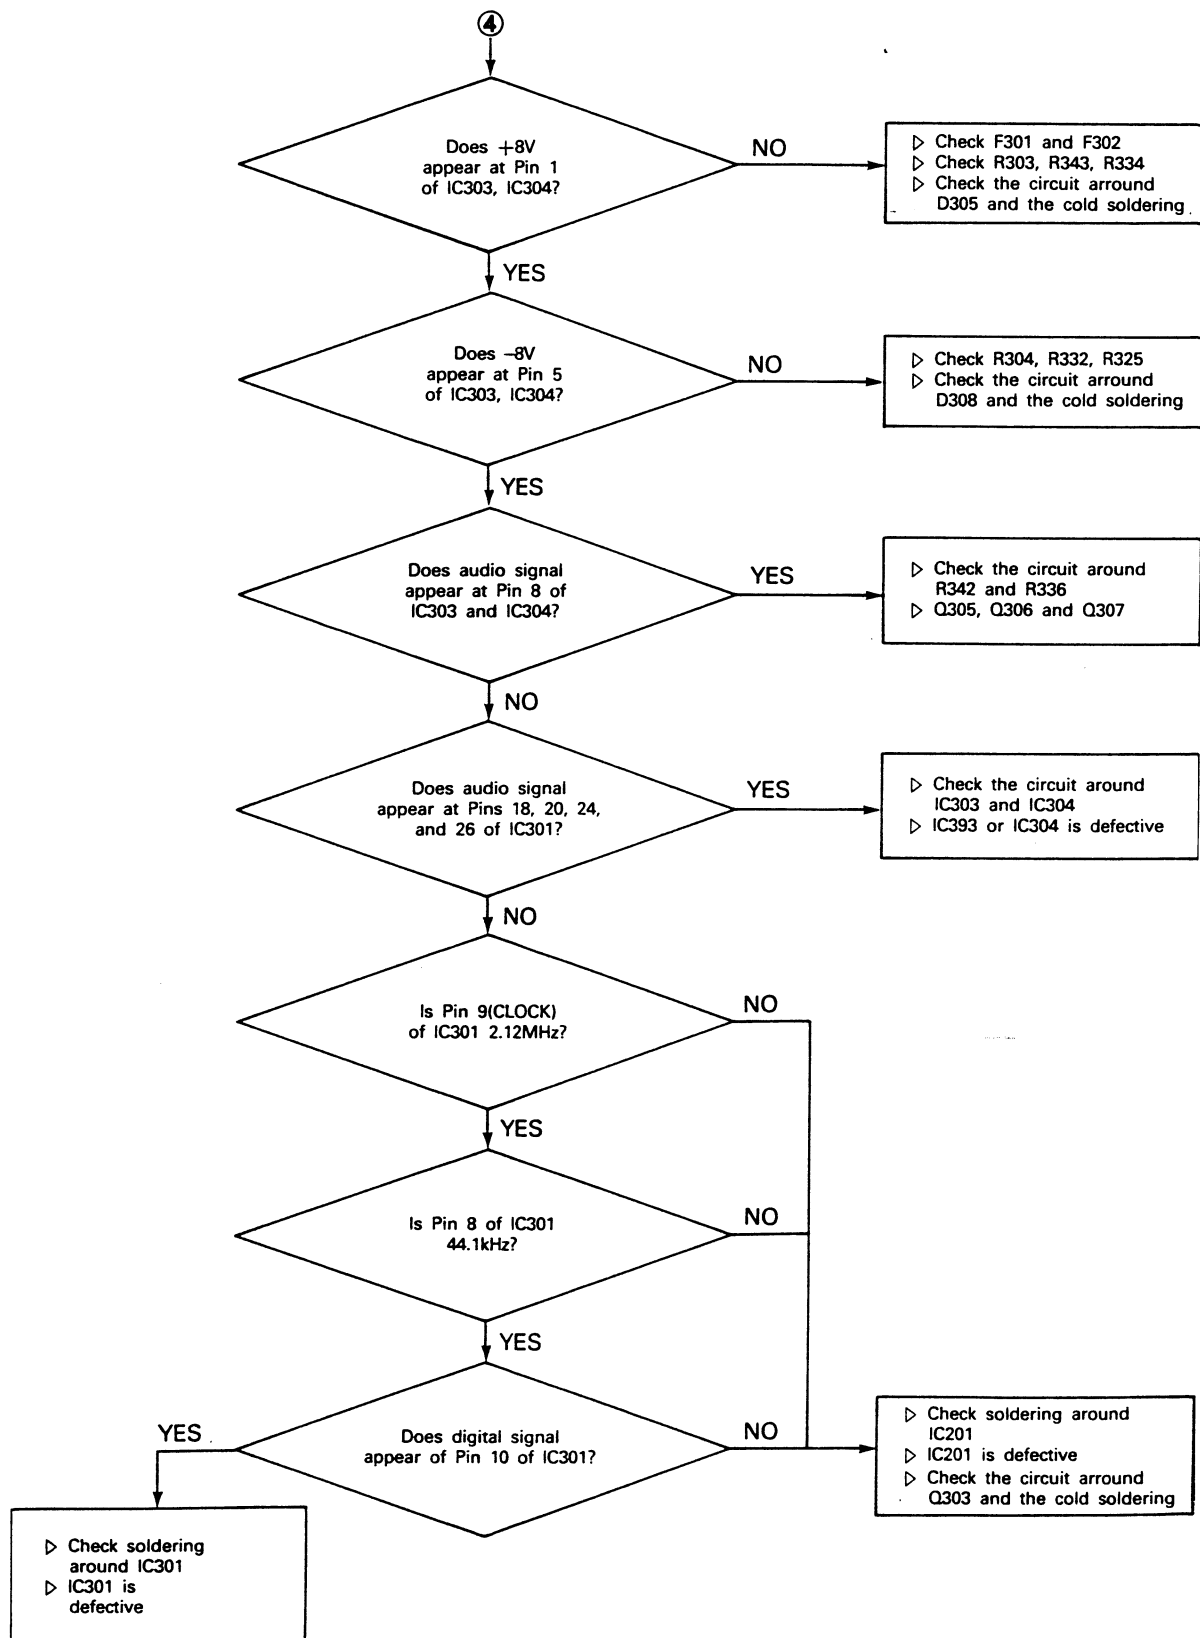 ④
Does +8V
appear at Pin 1
of IC303, IC304?
NO
▷ Check F301 and F302
▷ Check R303, R343, R334
▷ Check the circuit arround
D305 and the cold soldering
YES
Does –8V
appear at Pin 5
of IC303, IC304?
NO
▷ Check R304, R332, R325
▷ Check the circuit arround
D308 and the cold soldering
YES
Does audio signal
appear at Pin 8 of
IC303 and IC304?
YES
▷ Check the circuit around
R342 and R336
▷ Q305, Q306 and Q307
NO
Does audio signal
appear at Pins 18, 20, 24,
and 26 of IC301?
YES
▷ Check the circuit around
IC303 and IC304
▷ IC393 or IC304 is defective
NO
Is Pin 9(CLOCK)
of IC301 2.12MHz?
NO
YES
Is Pin 8 of IC301
44.1kHz?
NO
YES
Does digital signal
appear of Pin 10 of IC301?
YES
NO
▷ Check soldering around
IC201
▷ IC201 is defective
▷ Check the circuit arround
Q303 and the cold soldering
▷ Check soldering
around IC301
▷ IC301 is
defective